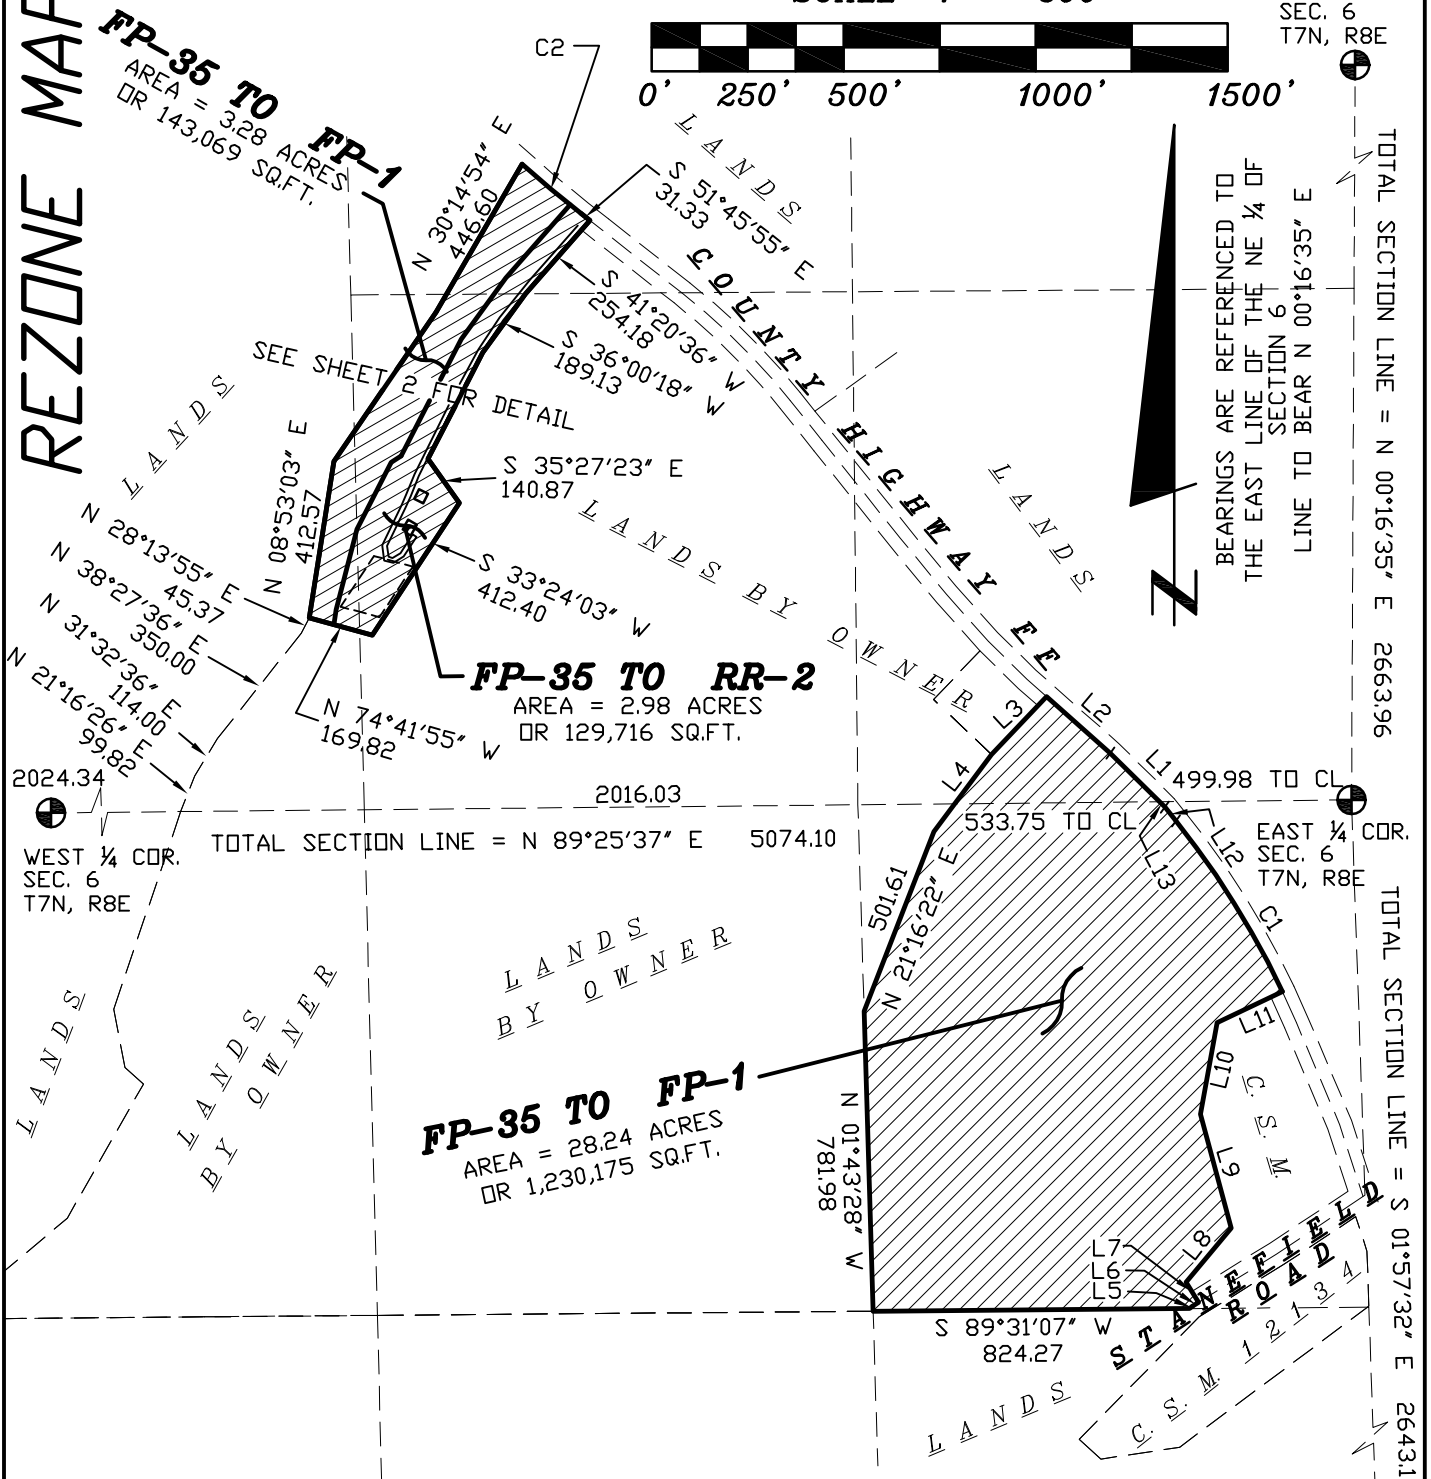 REZONE MAP
SEC. 6
T7N, R8E
0' 250' 500' 1000' 1500'
FP-35 TO FP-1
AREA = 3.28 ACRES
OR 143,069 SQ.FT.
C2
N 30°14'54" E
446.60
LANDS
S 51°45'55" E
31.33
S 41°20'36" W
254.18
S 36°00'18" W
189.13
COUNTY HIGHWAY EF
SEE SHEET 2 FOR DETAIL
LANDS
S 35°27'23" E
140.87
LANDS BY OWNER
LANDS
BEARINGS ARE REFERENCED TO
THE EAST LINE OF THE NE ¼ OF
SECTION 6
LINE TO BEAR N 00°16'35" E
TOTAL SECTION LINE = N 00°16'35" E 2663.96
N
N 08°53'03" E
412.57
S 33°24'03" W
412.40
N 28°13'55" E
45.37
N 38°27'36" E
350.00
N 31°32'36" E
114.00
N 21°16'26" E
99.82
FP-35 TO RR-2
AREA = 2.98 ACRES
OR 129,716 SQ.FT.
N 74°41'55" W
169.82
L3
L2
L4
L1
499.98 TO CL
2024.34
2016.03
533.75 TO CL
WEST ¼ COR.
SEC. 6
T7N, R8E
TOTAL SECTION LINE = N 89°25'37" E 5074.10
L13
L12
EAST ¼ COR.
SEC. 6
T7N, R8E
C1
501.61
N 21°16'22" E
LANDS
BY OWNER
LANDS
LANDS
BY OWNER
L11
L10
C. S. M.
L9
FP-35 TO FP-1
AREA = 28.24 ACRES
OR 1,230,175 SQ.FT.
N 01°43'28" W
781.98
L8
L7
L6
L5
STANEFIELD
ROAD
S 89°31'07" W
824.27
LANDS
C. S. M. 12134
TOTAL SECTION LINE = S 01°57'32" E 2643.1